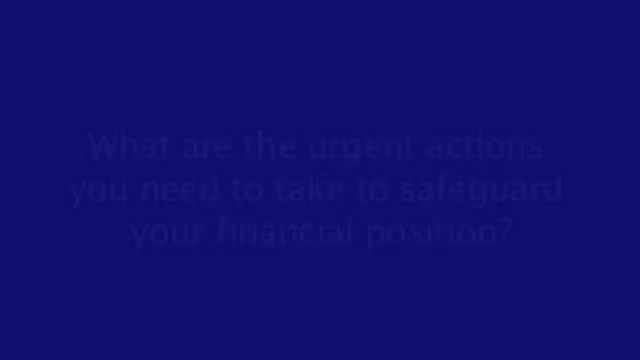 What are the urgent actions
you need to take to safeguard
your financial position?